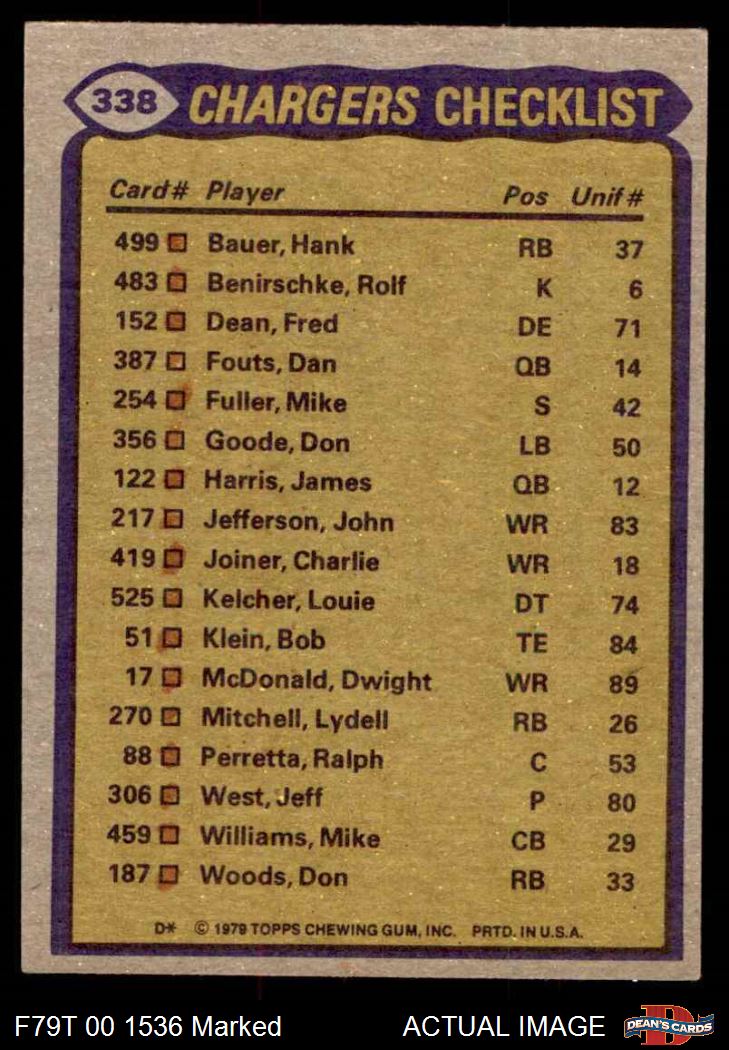 338 CHARGERS CHECKLIST
Card# Player Pos Unif#
499 Bauer, Hank RB 37
483 Benirschke, Rolf K 6
152 Dean, Fred DE 71
387 Fouts, Dan QB 14
254 Fuller, Mike S 42
356 Goode, Don LB 50
122 Harris, James QB 12
217 Jefferson, John WR 83
419 Joiner, Charlie WR 18
525 Kelcher, Louie DT 74
51 Klein, Bob TE 84
17 McDonald, Dwight WR 89
270 Mitchell, Lydell RB 26
88 Perretta, Ralph C 53
306 West, Jeff P 80
459 Williams, Mike CB 29
187 Woods, Don RB 33
D* © 1979 TOPPS CHEWING GUM, INC. PRTD. IN U.S.A.
F79T 00 1536 Marked ACTUAL IMAGE D DEAN'S CARDS